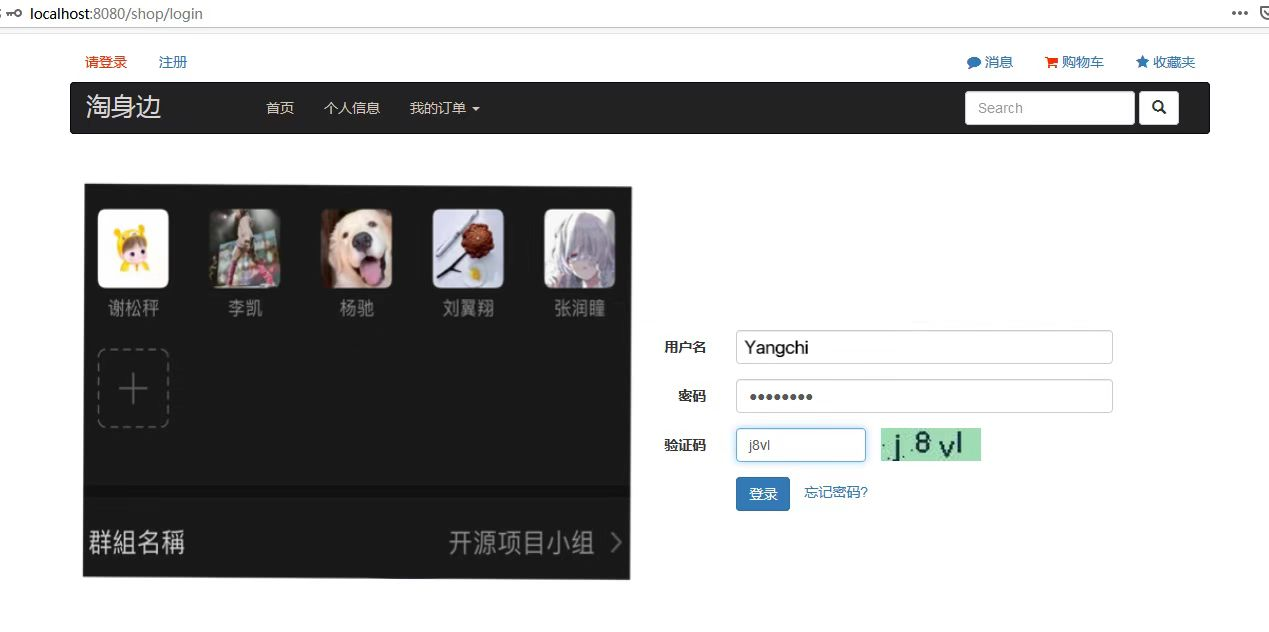 localhost:8080/shop/login
请登录 注册 消息 购物车 收藏夹
淘身边 首页 个人信息 我的订单 Search
谢松秤 李凯 杨驰 刘翼翔 张润瞳
用户名 Yangchi
密码 ••••••••
验证码 j8vl j8vl
登录 忘记密码?
群組名稱 开源项目小组